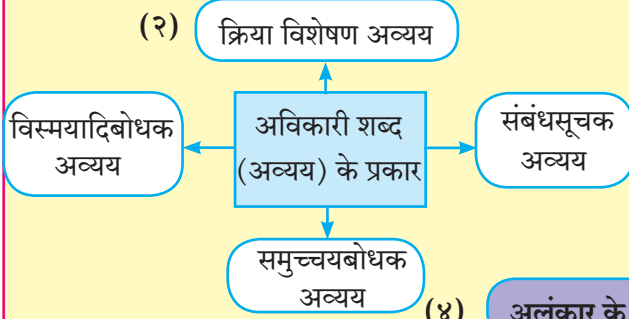 (२)
क्रिया विशेषण अव्यय
विस्मयादिबोधक
अव्यय
अविकारी शब्द
(अव्यय) के प्रकार
संबंधसूचक
अव्यय
समुच्चयबोधक
अव्यय
(४)
अलंकार के